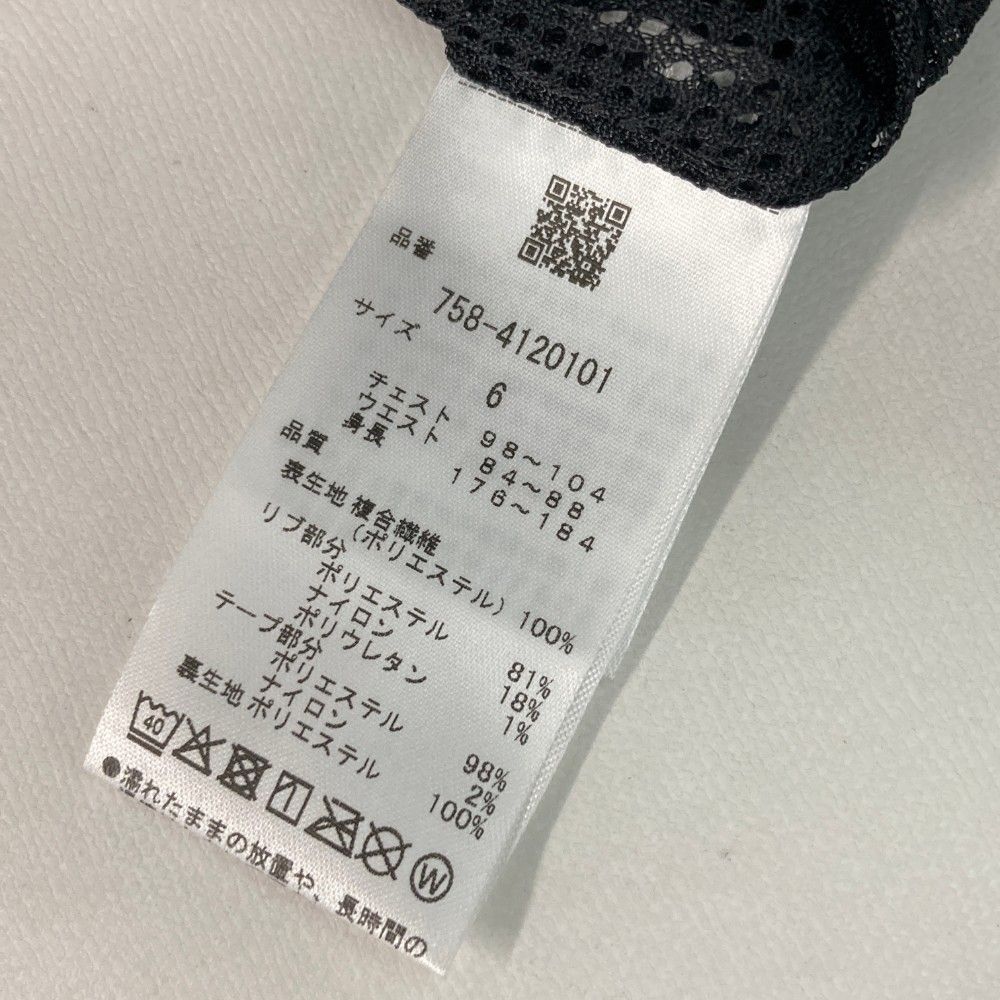 品番
758-4120101
サイズ
6
チェスト 98～104
ウエスト 84～88
身長 176～184
品質
表生地 複合繊維
(ポリエステル) 100%
リブ部分
ポリエステル 81%
ナイロン 18%
ポリウレタン 1%
テープ部分
ポリエステル 98%
ナイロン 2%
裏生地 ポリエステル 100%
40
W
●濡れたままの放置や、長時間の